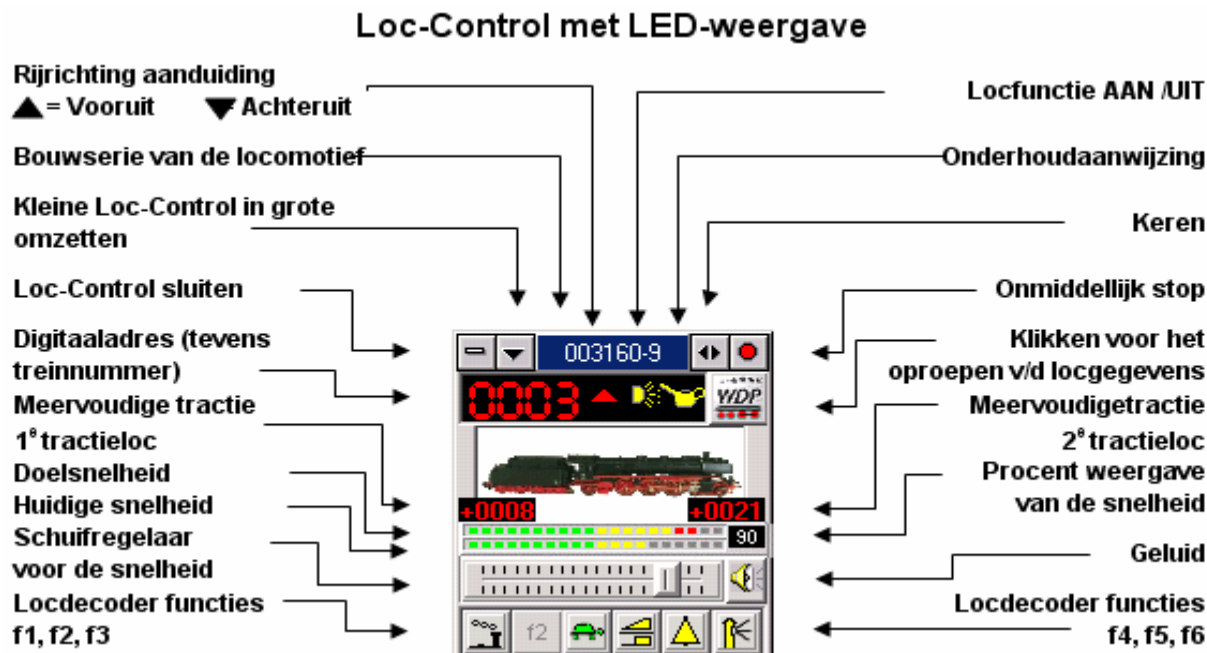 Loc-Control met LED-weergave
Rijrichting aanduiding
▲= Vooruit ▼ Achteruit
Bouwserie van de locomotief
Kleine Loc-Control in grote
omzetten
Loc-Control sluiten
Digitaaladres (tevens
treinnummer)
Meervoudige tractie
1ᵉ tractieloc
Doelsnelheid
Huidige snelheid
Schuifregelaar
voor de snelheid
Locdecoder functies
f1, f2, f3
003160-9
0003
WDP
+0008
+0021
90
f2
Locfunctie AAN /UIT
Onderhoudaanwijzing
Keren
Onmiddellijk stop
Klikken voor het
oproepen v/d locgegevens
Meervoudigetractie
2ᵉ tractieloc
Procent weergave
van de snelheid
Geluid
Locdecoder functies
f4, f5, f6